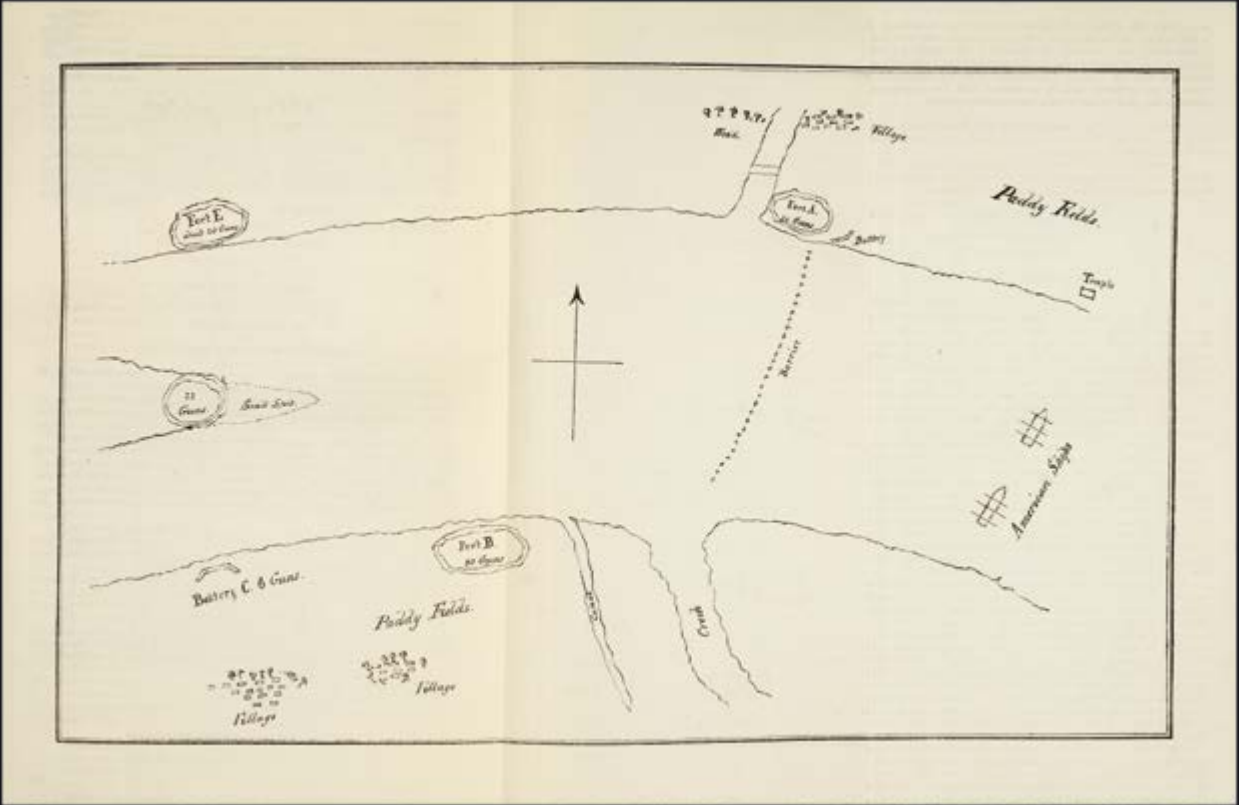 Village
Paddy Fields.
Fort E
Fort A.
Battery
Temple
Barrier
22
Guns.
American Ships
Fort B.
Battery C. 6 Guns.
Creek
Paddy Fields.
Village
Village